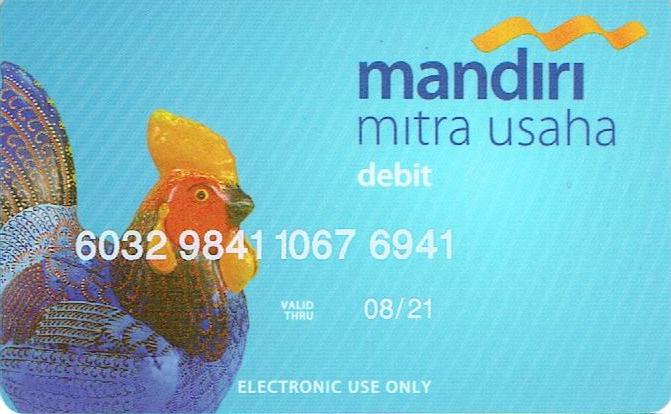 mandiri
mitra usaha
debit
6032 9841 1067 6941
VALID
THRU
08/21
ELECTRONIC USE ONLY